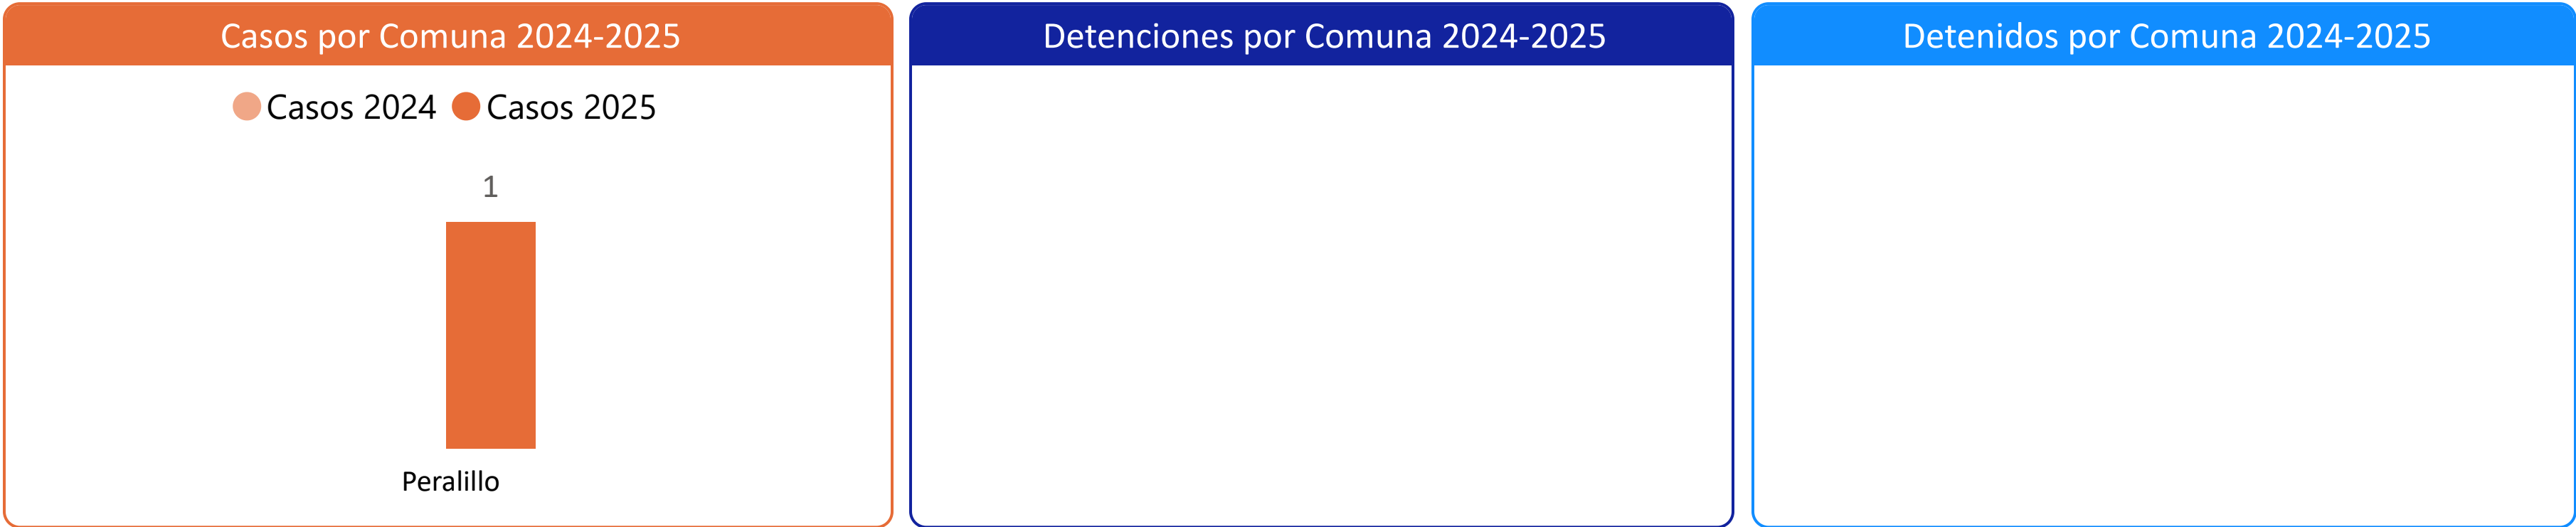 Casos por Comuna 2024-2025
Casos 2024 Casos 2025
1
Peralillo
Detenciones por Comuna 2024-2025
Detenidos por Comuna 2024-2025